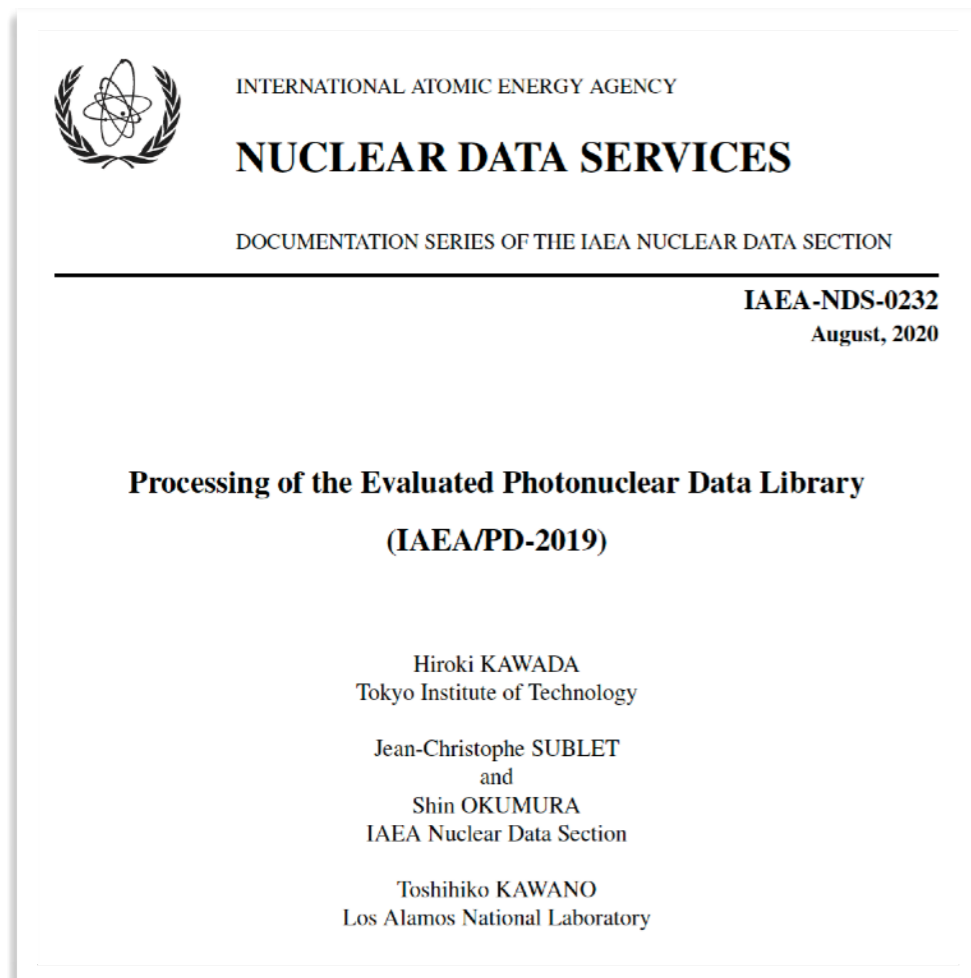 INTERNATIONAL ATOMIC ENERGY AGENCY
NUCLEAR DATA SERVICES
DOCUMENTATION SERIES OF THE IAEA NUCLEAR DATA SECTION
IAEA-NDS-0232
August, 2020
Processing of the Evaluated Photonuclear Data Library
(IAEA/PD-2019)
Hiroki KAWADA
Tokyo Institute of Technology
Jean-Christophe SUBLET
and
Shin OKUMURA
IAEA Nuclear Data Section
Toshihiko KAWANO
Los Alamos National Laboratory